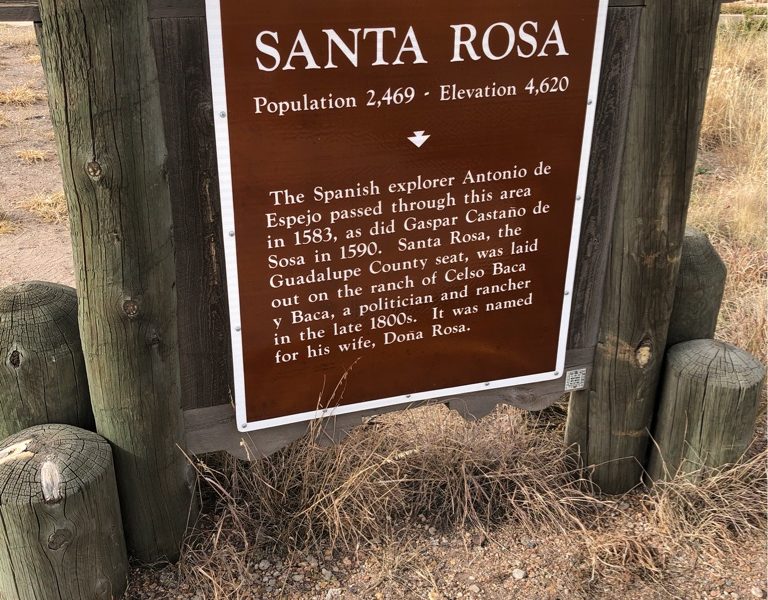 SANTA ROSA
Population 2,469 - Elevation 4,620
The Spanish explorer Antonio de
Espejo passed through this area
in 1583, as did Gaspar Castaño de
Sosa in 1590. Santa Rosa, the
Guadalupe County seat, was laid
out on the ranch of Celso Baca
y Baca, a politician and rancher
in the late 1800s. It was named
for his wife, Doña Rosa.